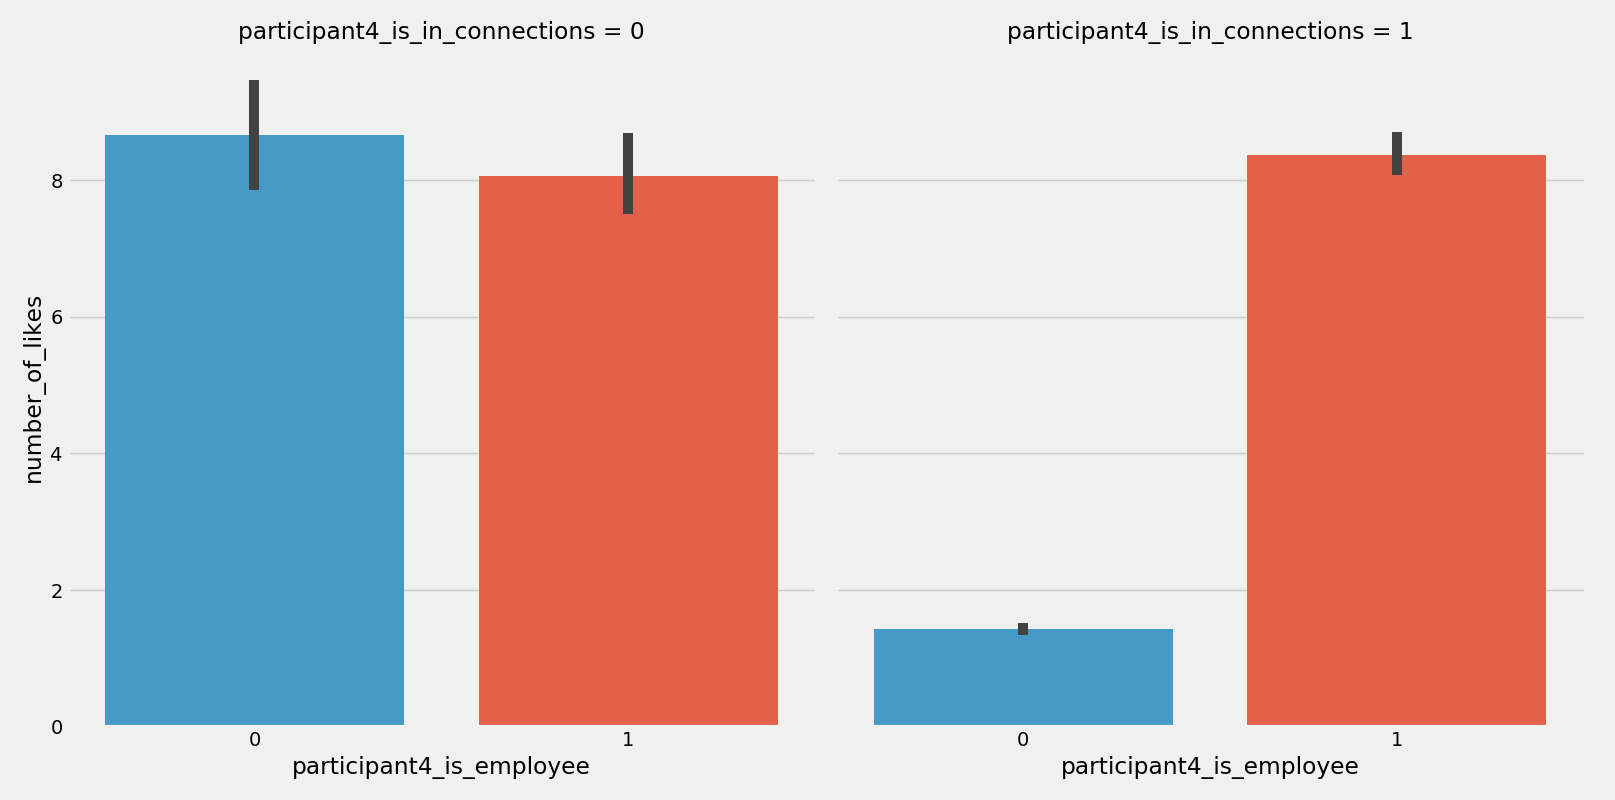 participant4_is_in_connections = 0
participant4_is_in_connections = 1
number_of_likes
8
6
4
2
0
0
1
0
1
participant4_is_employee
participant4_is_employee